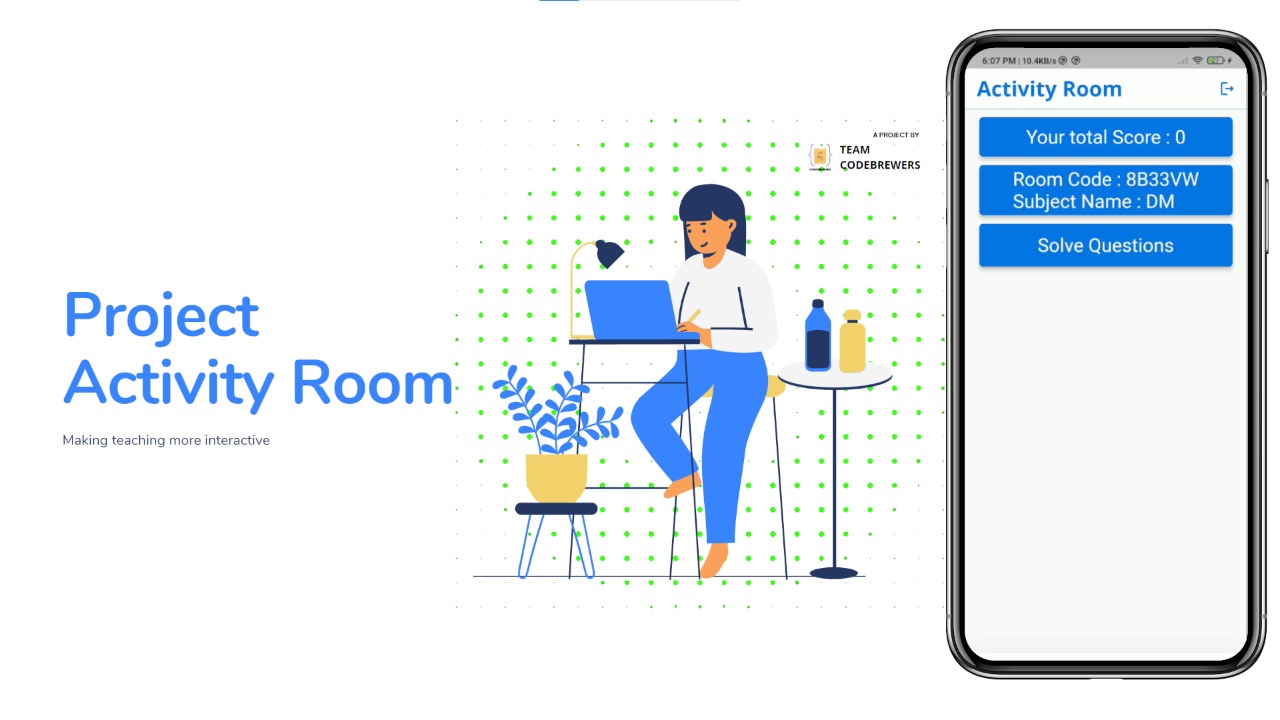 Project
Activity Room
Making teaching more interactive
A PROJECT BY
TEAM
CODEBREWERS
6:07 PM | 10.4KB/s
Activity Room
Your total Score : 0
Room Code : 8B33VW
Subject Name : DM
Solve Questions